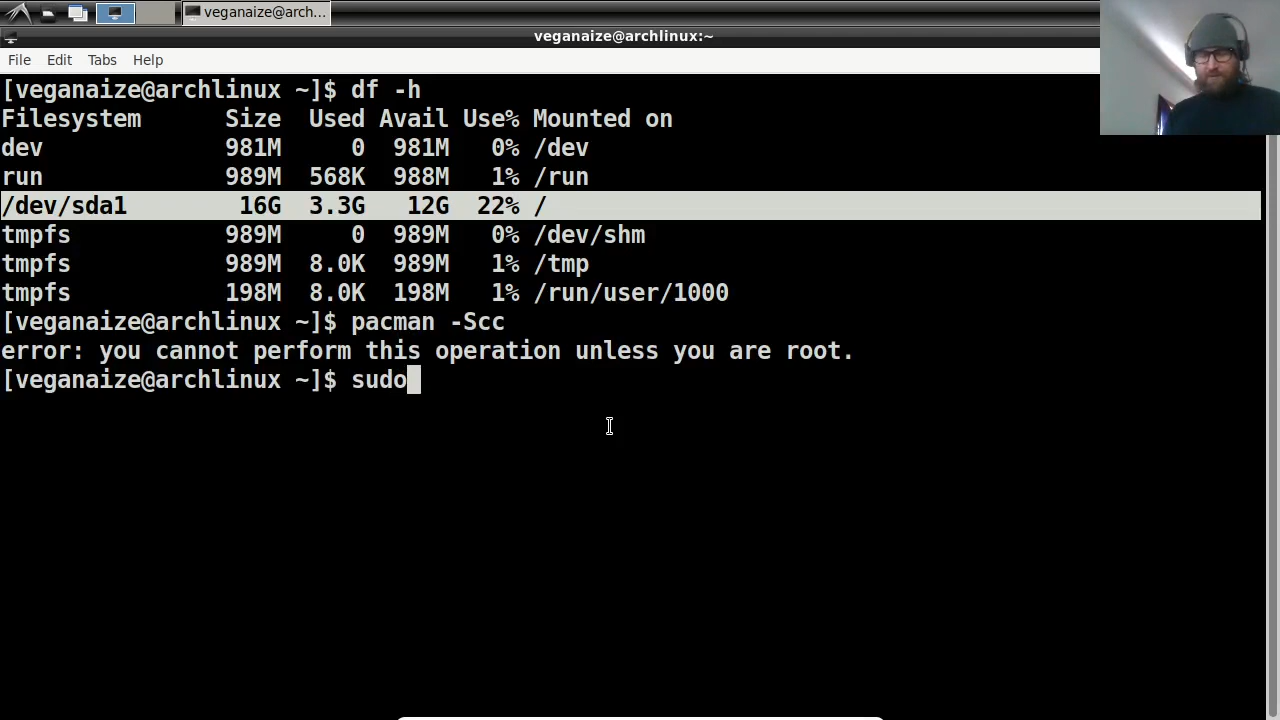 veganaize@arch...
veganaize@archlinux:~
File Edit Tabs Help
[veganaize@archlinux ~]$ df -h
Filesystem      Size  Used Avail Use% Mounted on
dev             981M     0  981M   0% /dev
run             989M  568K  988M   1% /run
/dev/sda1        16G  3.3G   12G  22% /
tmpfs           989M     0  989M   0% /dev/shm
tmpfs           989M  8.0K  989M   1% /tmp
tmpfs           198M  8.0K  198M   1% /run/user/1000
[veganaize@archlinux ~]$ pacman -Scc
error: you cannot perform this operation unless you are root.
[veganaize@archlinux ~]$ sudo